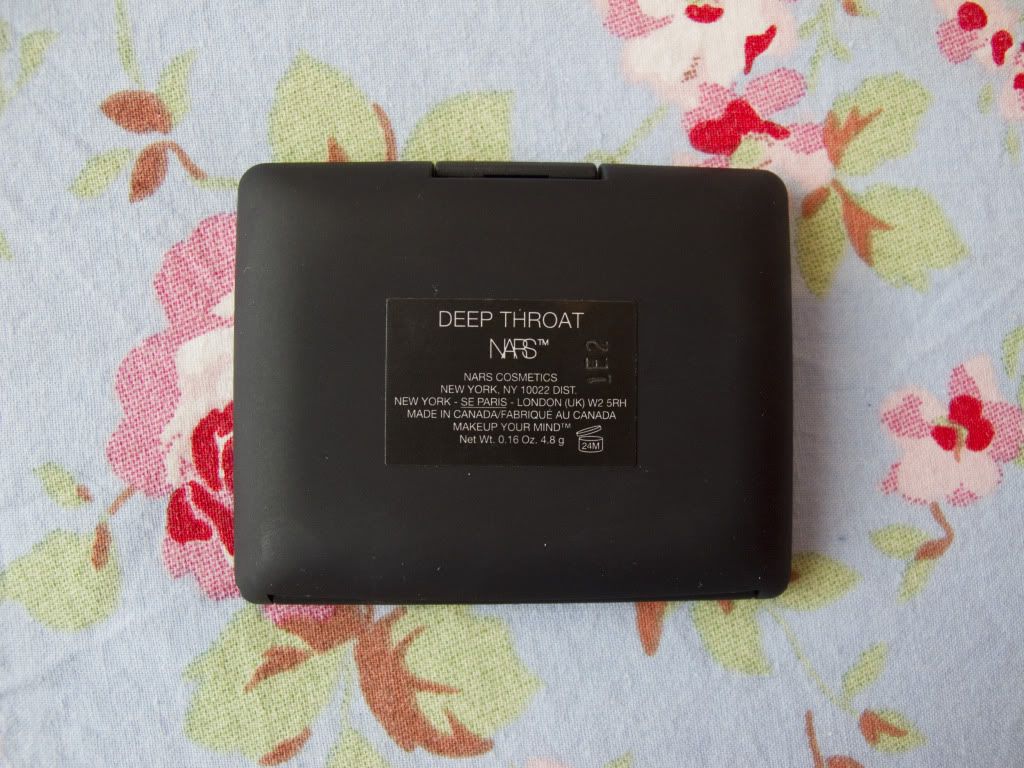 DEEP THROAT
NARS™
1E2
NARS COSMETICS
NEW YORK, NY 10022 DIST.
NEW YORK - SE PARIS - LONDON (UK) W2 5RH
MADE IN CANADA/FABRIQUÉ AU CANADA
MAKEUP YOUR MIND™
Net Wt. 0.16 Oz. 4.8 g
24M